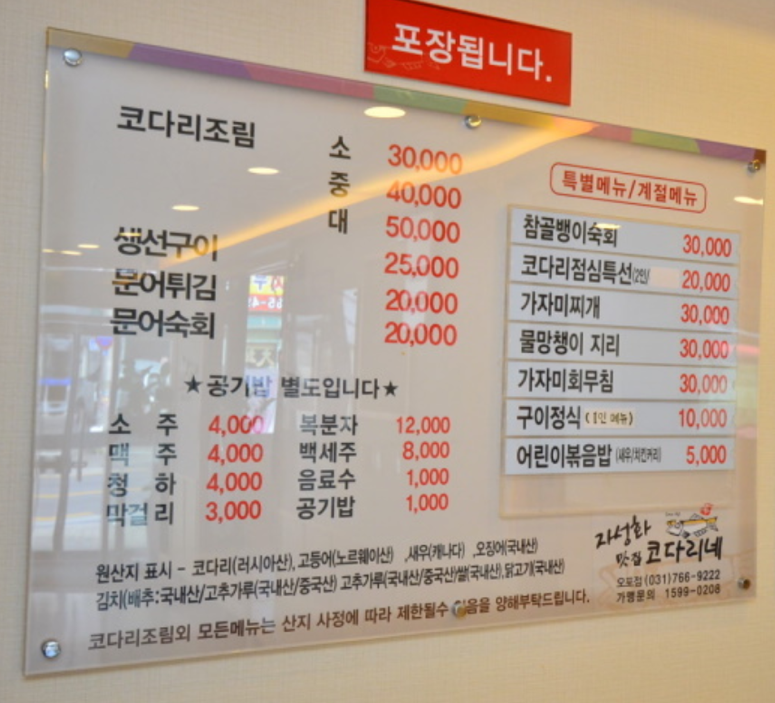 포장됩니다.
코다리조림 소 30,000
중 40,000
대 50,000
생선구이 25,000
문어튀김 20,000
문어숙회 20,000
★공기밥 별도입니다★
소 주 4,000 복분자 12,000
맥 주 4,000 백세주 8,000
청 하 4,000 음료수 1,000
막걸리 3,000 공기밥 1,000
특별메뉴/계절메뉴
참골뱅이숙회 30,000
코다리점심특선(2인/ 20,000
가자미찌개 30,000
물망챙이 지리 30,000
가자미회무침 30,000
구이정식 (1인 메뉴) 10,000
어린이볶음밥 (새우/치킨커리) 5,000
원산지 표시 - 코다리(러시아산), 고등어(노르웨이산) ,새우(캐나다) ,오징어(국내산)
김치(배추:국내산/고추가루(국내산/중국산) 고추가루(국내산/중국산)쌀(국내산),닭고기(국내산)
코다리조림외 모든메뉴는 산지 사정에 따라 제한될수 음을 양해부탁드립니다.
맛집 코다리네
오포점 (031)766-9222
가맹문의 1599-0208